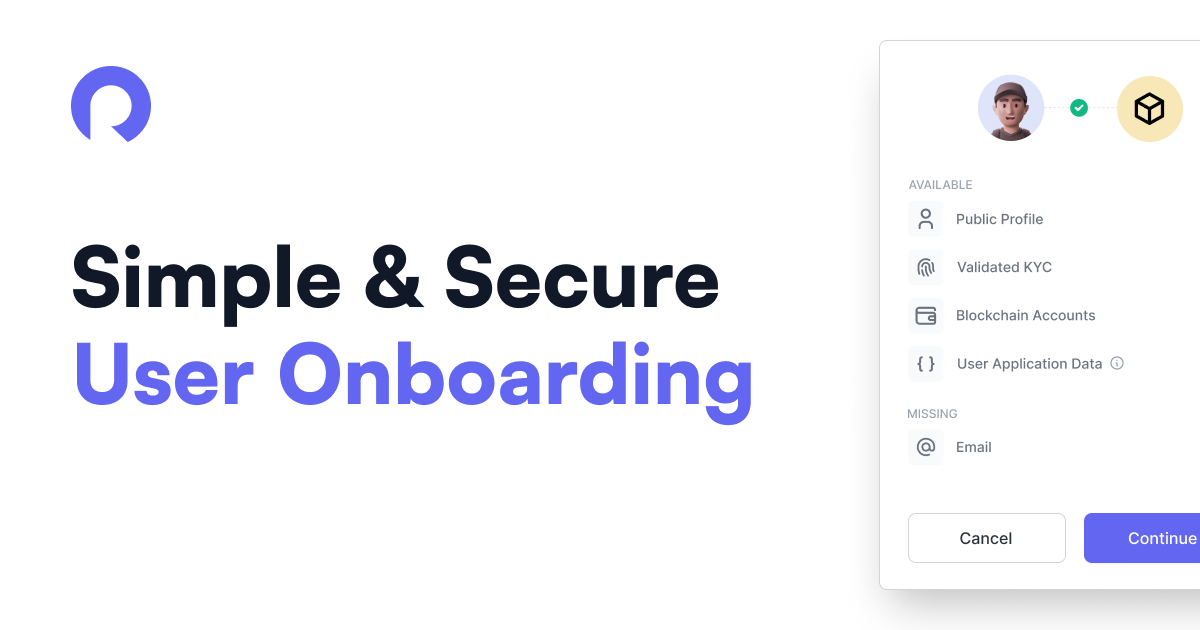 Simple & Secure
User Onboarding
AVAILABLE
Public Profile
Validated KYC
Blockchain Accounts
User Application Data
MISSING
Email
Cancel
Continue